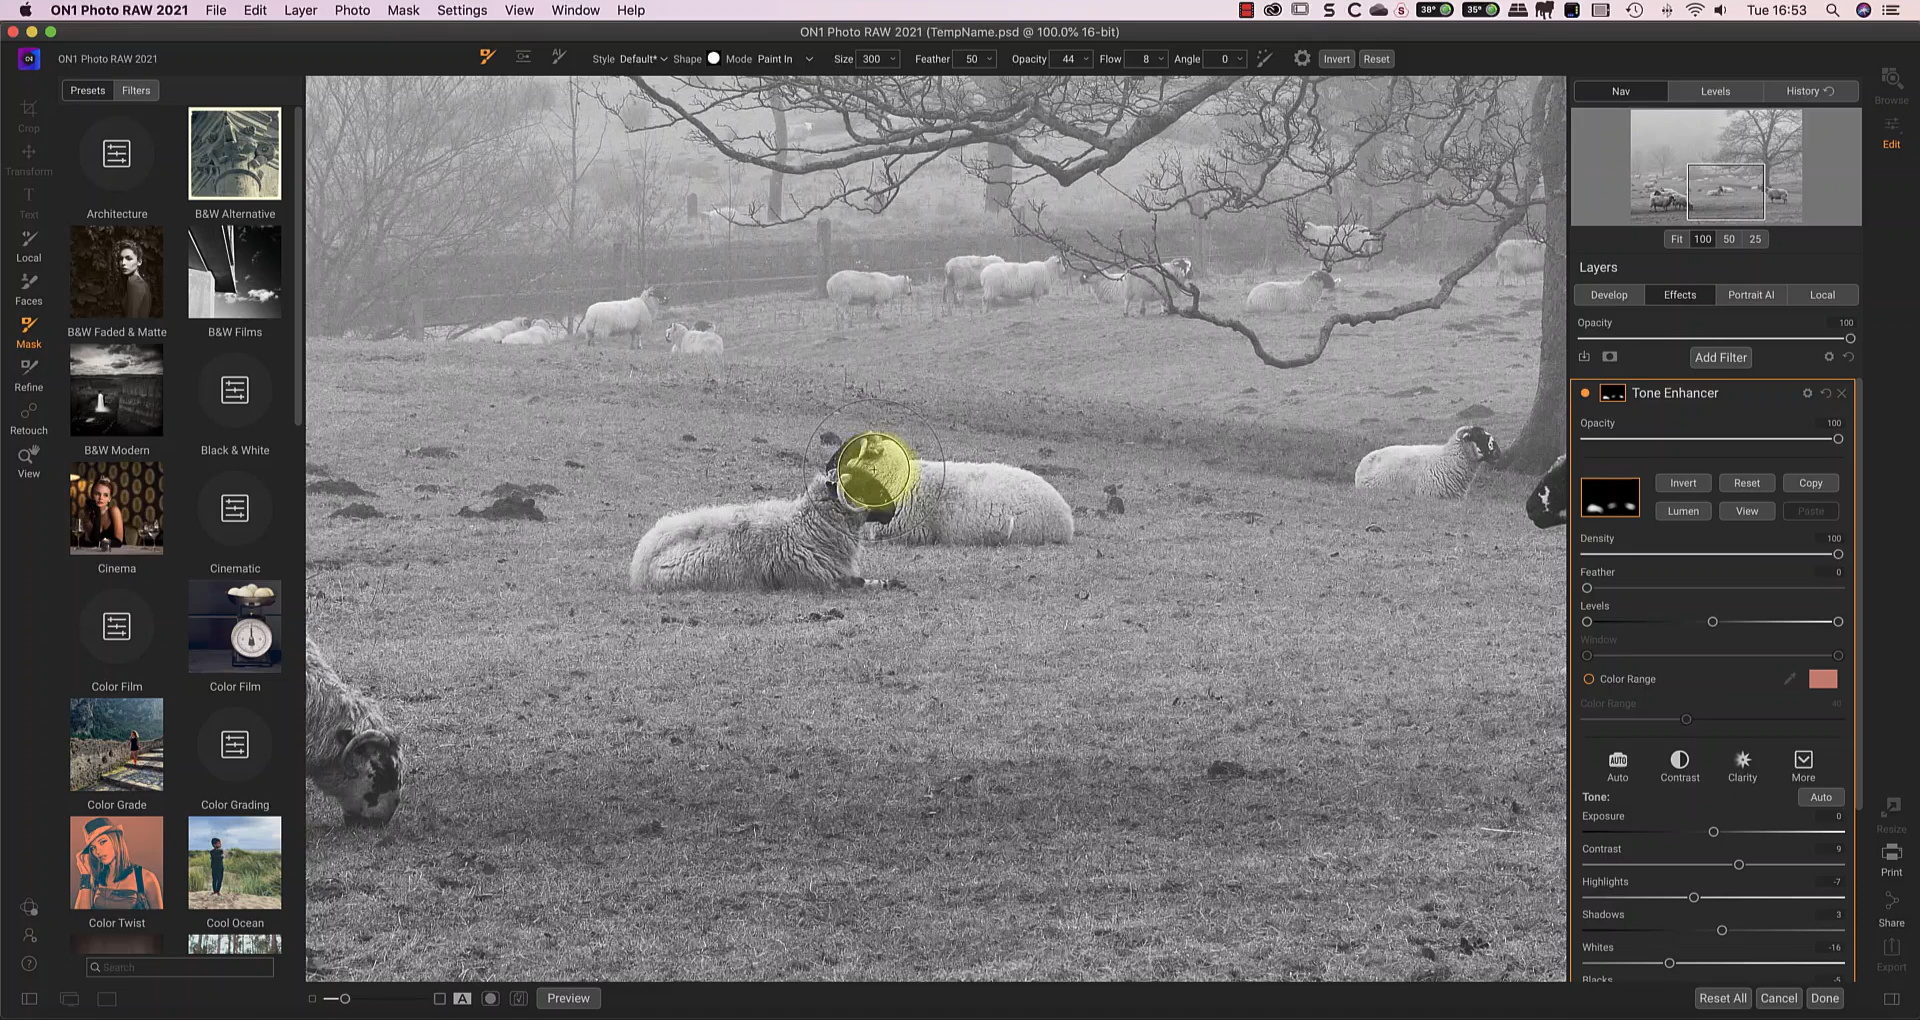 ON1 Photo RAW 2021 File Edit Layer Photo Mask Settings View Window Help
38° 35° Tue 16:53
ON1 Photo RAW 2021 (TempName.psd @ 100.0% 16-bit)
ON1 Photo RAW 2021
Style Default* Shape Mode Paint In Size 300 Feather 50 Opacity 44 Flow 8 Angle 0 Invert Reset
Presets Filters
Crop
Transform
Text
Local
Faces
Mask
Refine
Retouch
View
Architecture B&W Alternative
B&W Faded & Matte B&W Films
B&W Modern Black & White
Cinema Cinematic
Color Film Color Film
Color Grade Color Grading
Color Twist Cool Ocean
Search
A
Preview
Nav Levels History
Fit 100 50 25
Layers
Develop Effects Portrait AI Local
Opacity 100
Add Filter
Tone Enhancer
Opacity 100
Invert Reset Copy
Lumen View Paste
Density 100
Feather 0
Levels
Window
Color Range
Color Range 40
AUTO
Auto Contrast Clarity More
Tone: Auto
Exposure 0
Contrast 9
Highlights -7
Shadows 3
Whites -16
Blacks -5
Reset All Cancel Done
Browse
Edit
Resize
Print
Share
Export